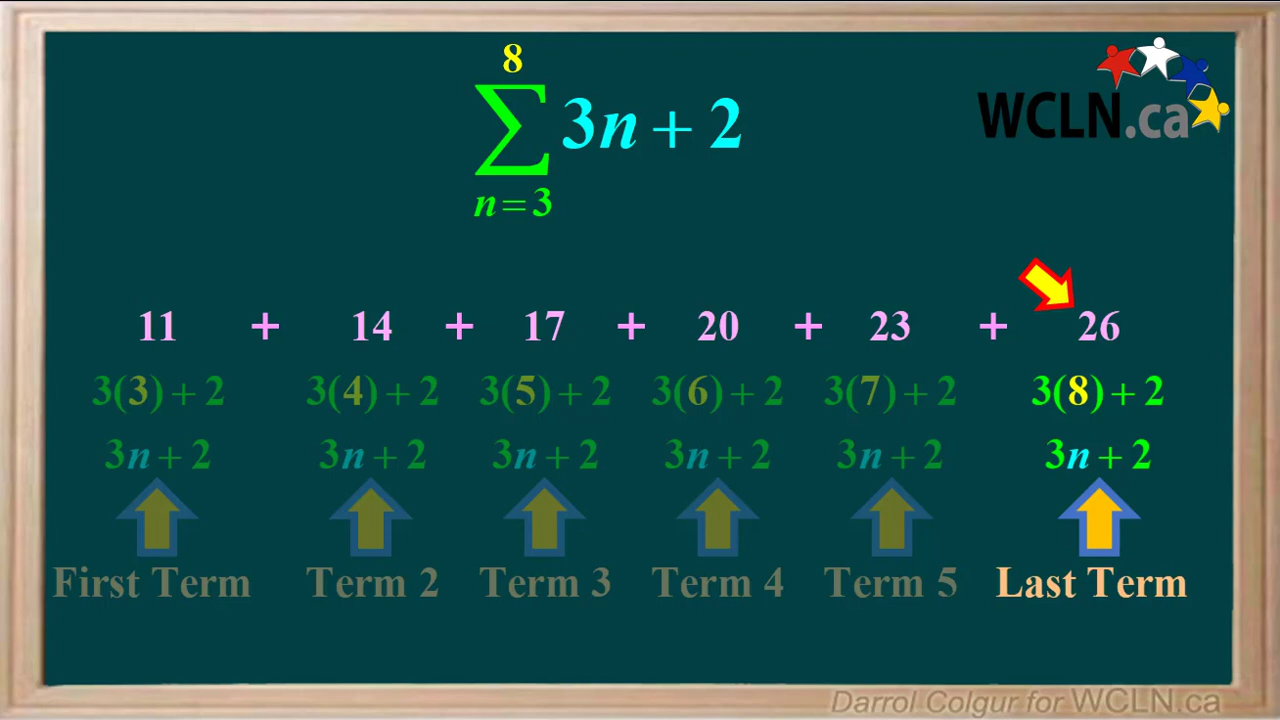 8
∑ 3n + 2
n = 3
WCLN.ca
11 + 14 + 17 + 20 + 23 + 26
3(3) + 2 3(4) + 2 3(5) + 2 3(6) + 2 3(7) + 2 3(8) + 2
3n + 2 3n + 2 3n + 2 3n + 2 3n + 2 3n + 2
First Term Term 2 Term 3 Term 4 Term 5 Last Term
Darrol Colgur for WCLN.ca